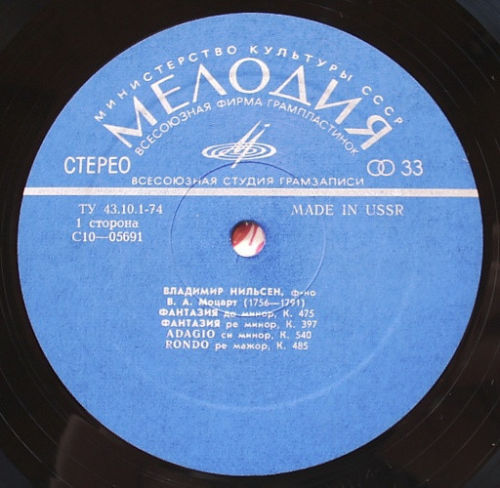 МИНИСТЕРСТВО КУЛЬТУРЫ СССР
МЕЛОДИЯ
ВСЕСОЮЗНАЯ ФИРМА ГРАМПЛАСТИНОК
СТЕРЕО
33
ВСЕСОЮЗНАЯ СТУДИЯ ГРАМЗАПИСИ
ТУ 43.10.1-74
MADE IN USSR
1 сторона
С10—05691
ВЛАДИМИР НИЛЬСЕН, ф-но
В. А. Моцарт (1756—1791)
ФАНТАЗИЯ до минор, К. 475
ФАНТАЗИЯ ре минор, К. 397
ADAGIO си минор, К. 540
RONDO ре мажор, К. 485